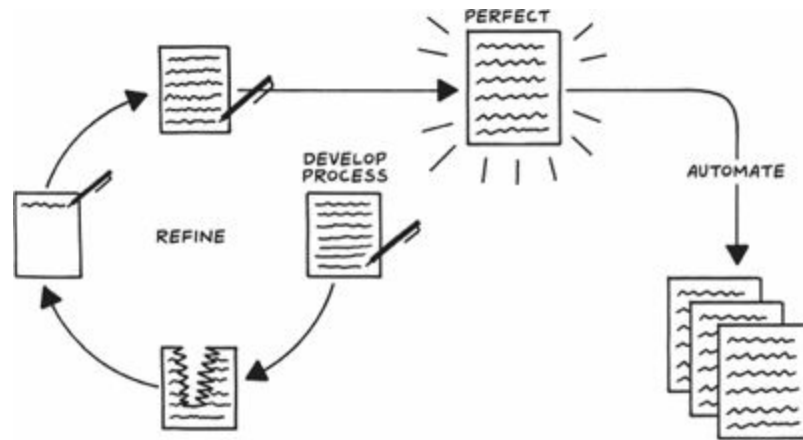 PERFECT
DEVELOP
PROCESS
REFINE
AUTOMATE